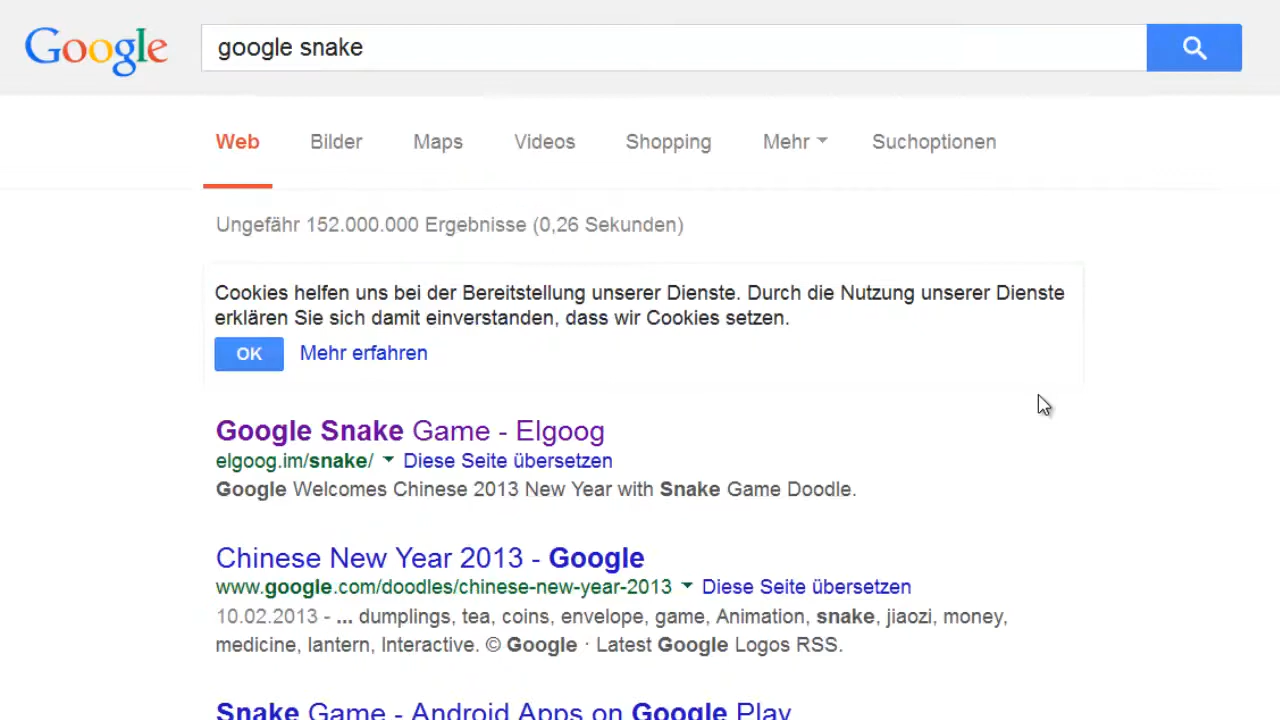 Google
google snake
Web Bilder Maps Videos Shopping Mehr Suchoptionen
Ungefähr 152.000.000 Ergebnisse (0,26 Sekunden)
Cookies helfen uns bei der Bereitstellung unserer Dienste. Durch die Nutzung unserer Dienste
erklären Sie sich damit einverstanden, dass wir Cookies setzen.
OK Mehr erfahren
Google Snake Game - Elgoog
elgoog.im/snake/ Diese Seite übersetzen
Google Welcomes Chinese 2013 New Year with Snake Game Doodle.
Chinese New Year 2013 - Google
www.google.com/doodles/chinese-new-year-2013 Diese Seite übersetzen
10.02.2013 - ... dumplings, tea, coins, envelope, game, Animation, snake, jiaozi, money,
medicine, lantern, Interactive. © Google · Latest Google Logos RSS.
Snake Game - Android Apps on Google Play